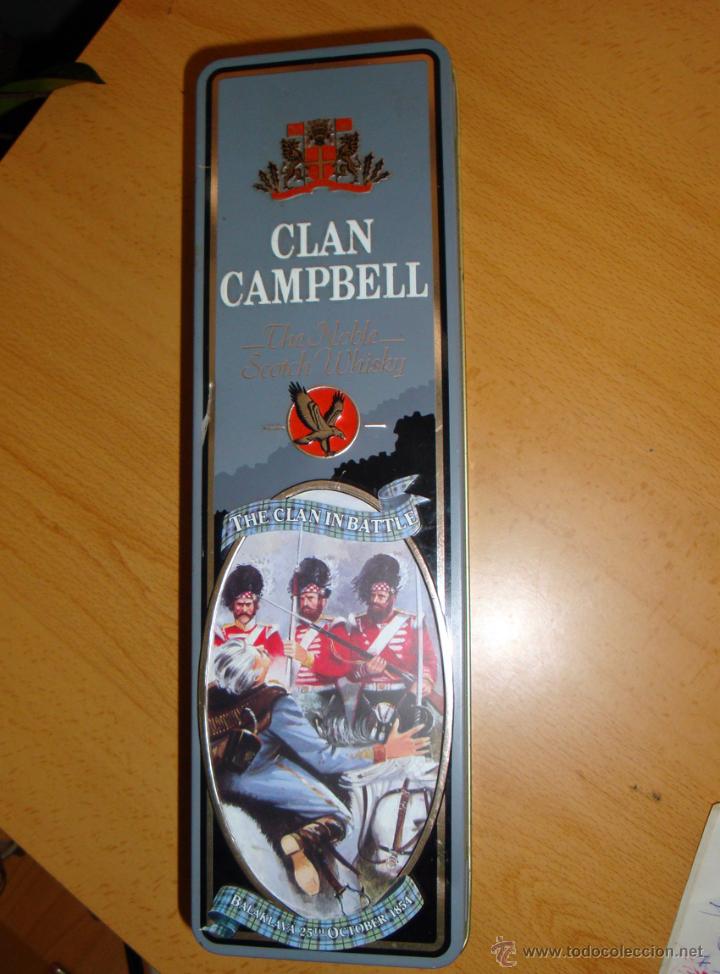 CLAN
CAMPBELL
The Noble
Scotch Whisky
THE CLAN IN BATTLE
BALAKLAVA 25TH OCTOBER 1854
© www.todocoleccion.net